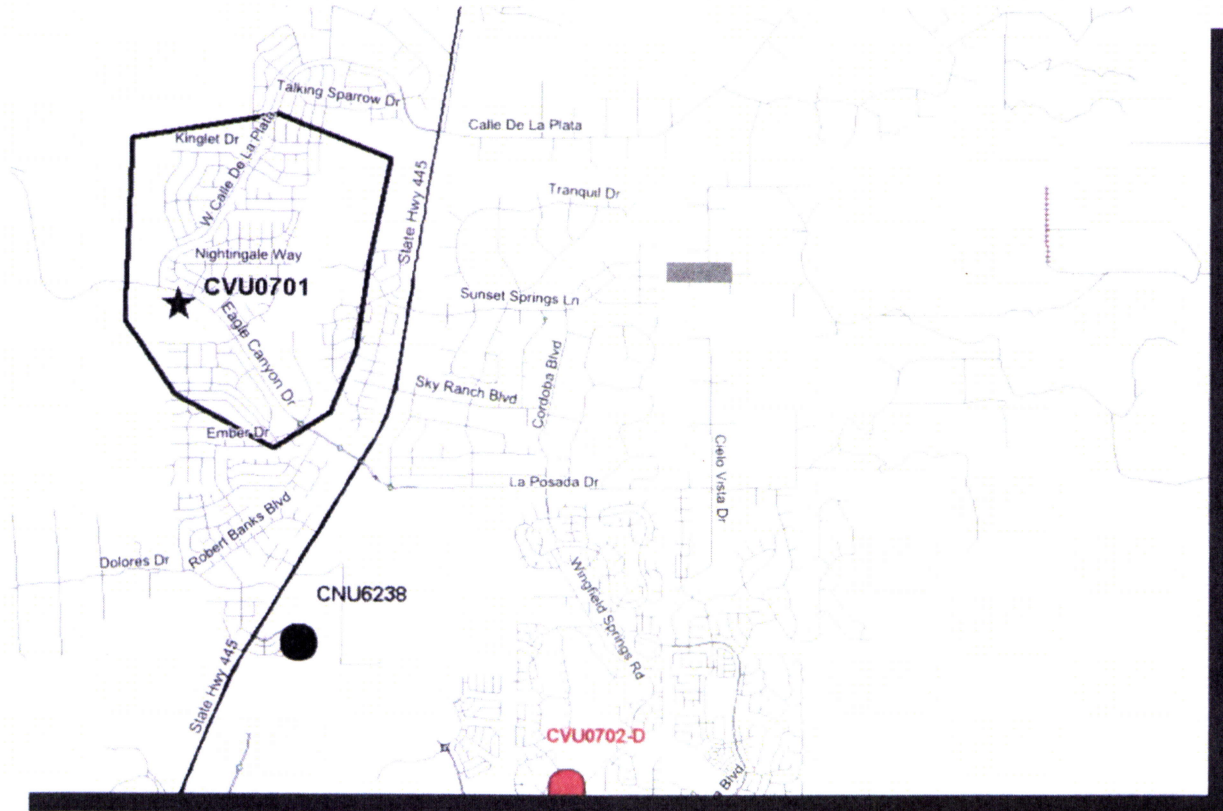 Talking Sparrow Dr
Calle De La Plata
Kinglet Dr
W Calle De La Plata
State Hwy 445
Tranquil Dr
Nightingale Way
CVU0701
Sunset Springs Ln
Eagle Canyon Dr
Sky Ranch Blvd
Cordoba Blvd
Ember Dr
Cielo Vista Dr
La Posada Dr
Robert Banks Blvd
Dolores Dr
Wingfield Springs Rd
CNU6238
State Hwy 445
CVU0702-D
a Blvd